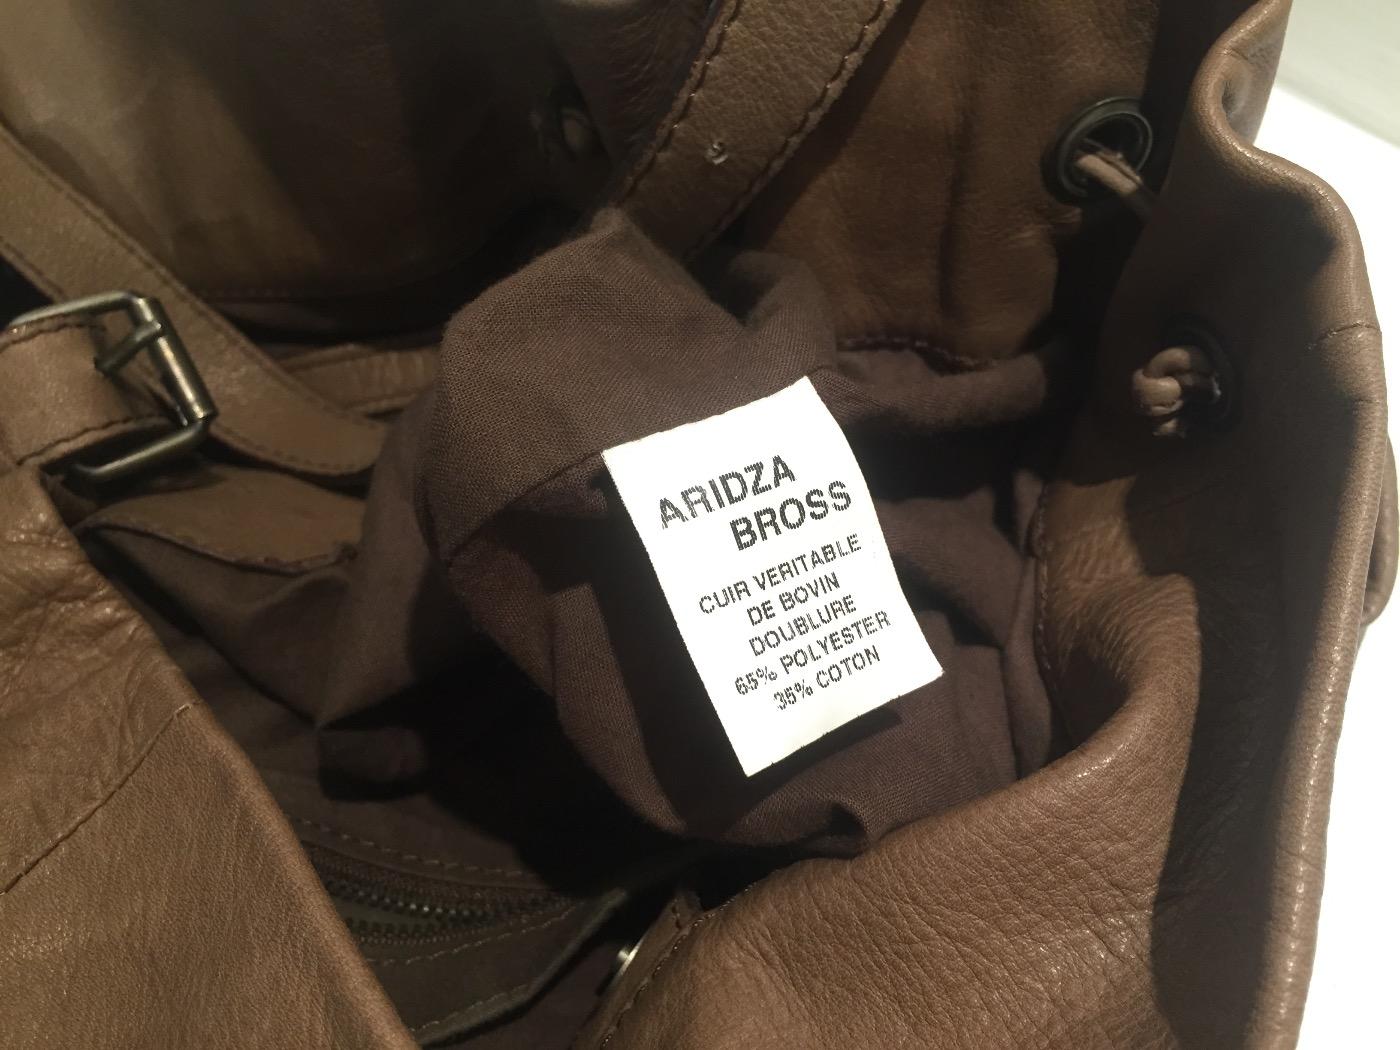 ARIDZA
BROSS
CUIR VERITABLE
DE BOVIN
DOUBLURE
65% POLYESTER
35% COTON